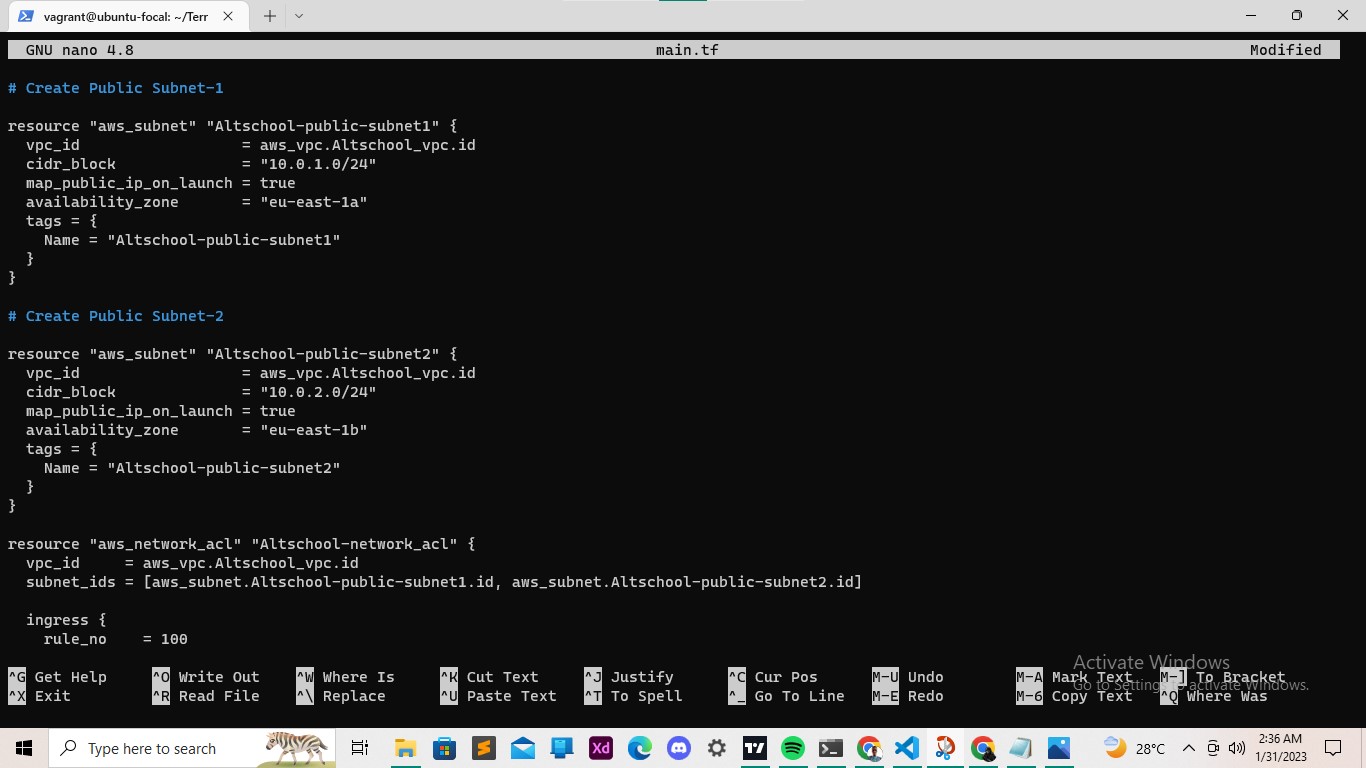 vagrant@ubuntu-focal: ~/Terr
GNU nano 4.8 main.tf Modified
# Create Public Subnet-1
resource "aws_subnet" "Altschool-public-subnet1" {
  vpc_id                  = aws_vpc.Altschool_vpc.id
  cidr_block              = "10.0.1.0/24"
  map_public_ip_on_launch = true
  availability_zone       = "eu-east-1a"
  tags = {
    Name = "Altschool-public-subnet1"
  }
}
# Create Public Subnet-2
resource "aws_subnet" "Altschool-public-subnet2" {
  vpc_id                  = aws_vpc.Altschool_vpc.id
  cidr_block              = "10.0.2.0/24"
  map_public_ip_on_launch = true
  availability_zone       = "eu-east-1b"
  tags = {
    Name = "Altschool-public-subnet2"
  }
}
resource "aws_network_acl" "Altschool-network_acl" {
  vpc_id     = aws_vpc.Altschool_vpc.id
  subnet_ids = [aws_subnet.Altschool-public-subnet1.id, aws_subnet.Altschool-public-subnet2.id]
  ingress {
    rule_no    = 100
Activate Windows
Go to Settings to activate Windows.
^G Get Help ^O Write Out ^W Where Is ^K Cut Text ^J Justify ^C Cur Pos M-U Undo M-A Mark Text M-] To Bracket
^X Exit ^R Read File ^\ Replace ^U Paste Text ^T To Spell ^_ Go To Line M-E Redo M-6 Copy Text ^Q Where Was
Type here to search Xd 28°C 2:36 AM
1/31/2023